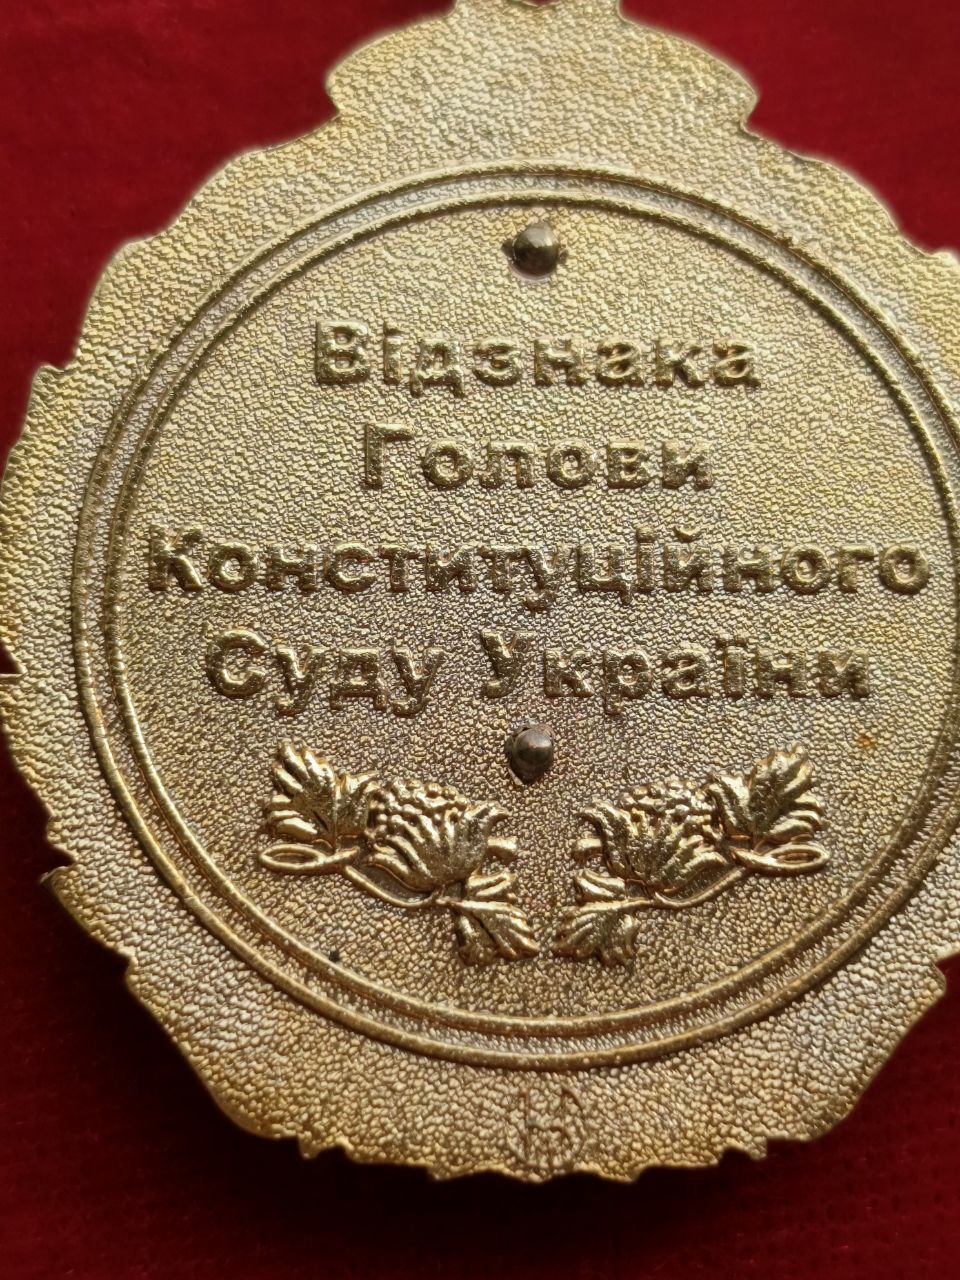 Відзнака
Голови
Конституційного
Суду України